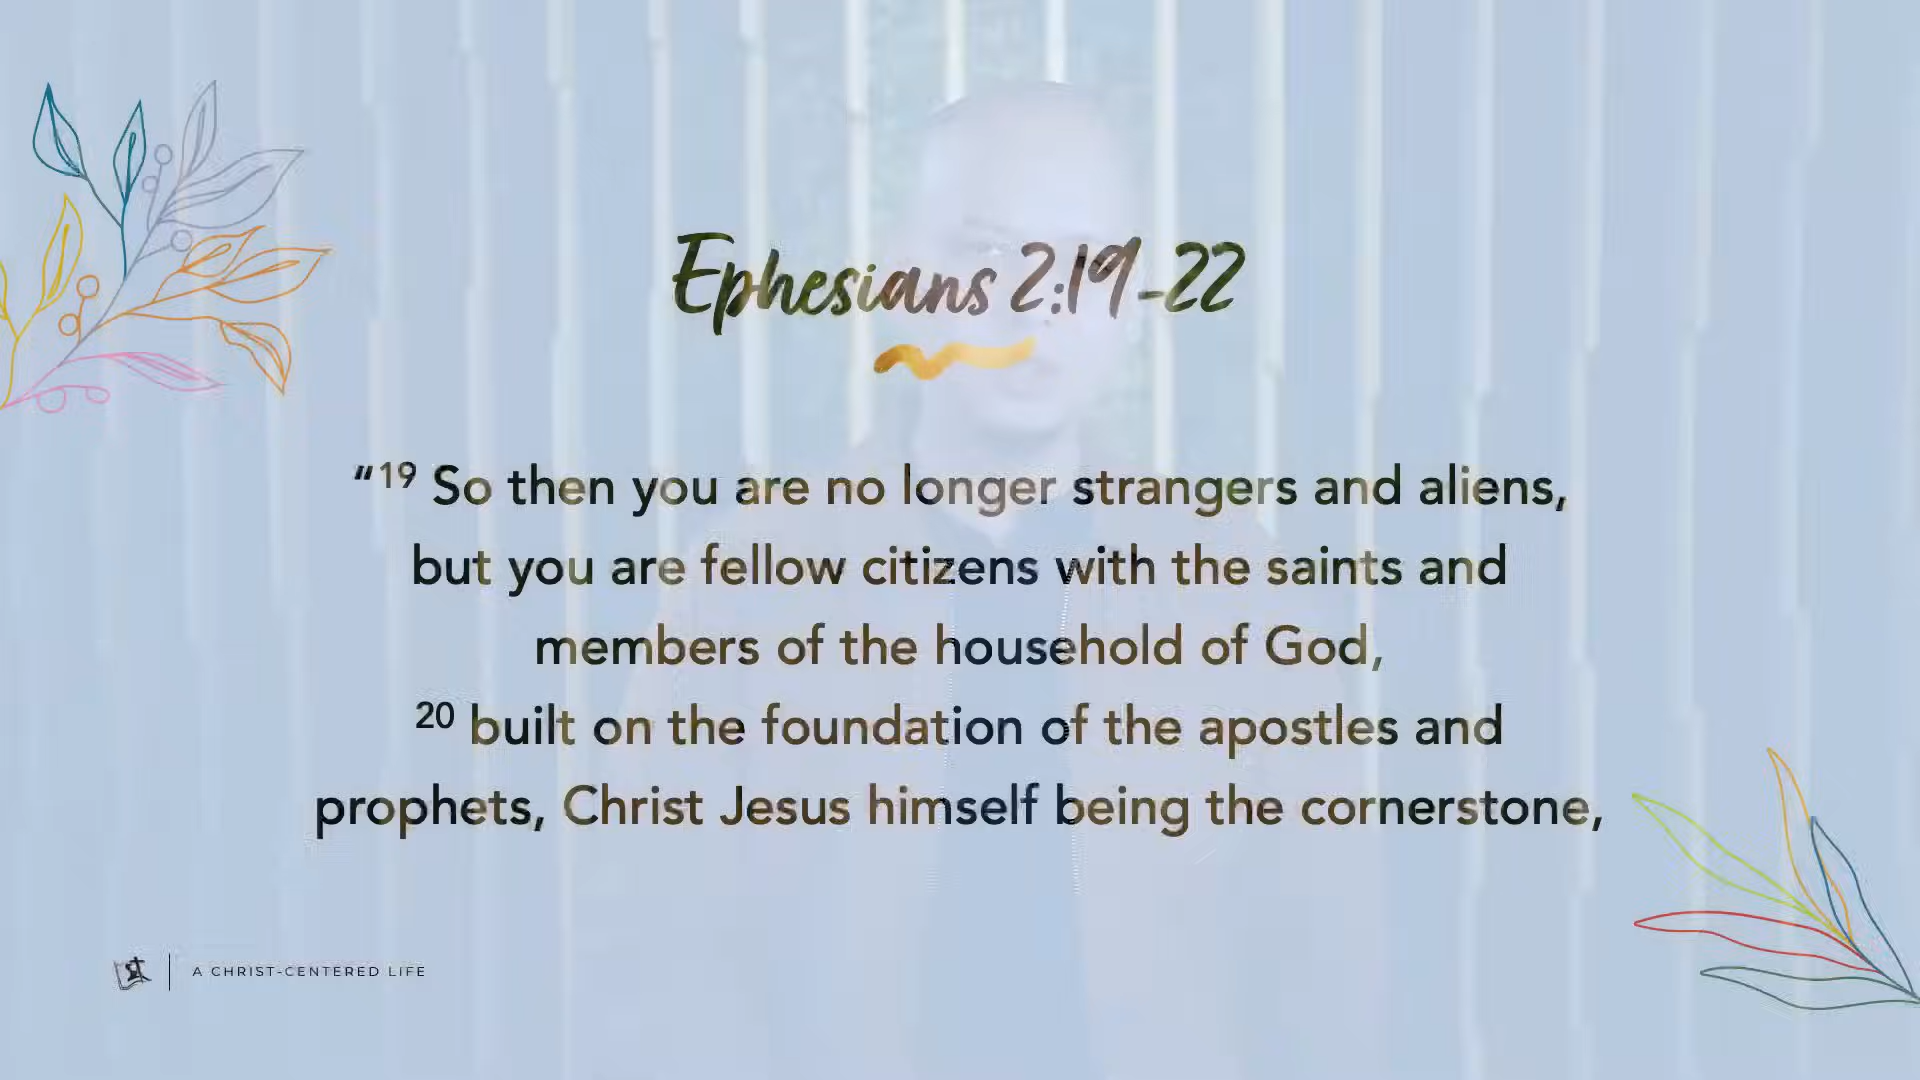 Ephesians 2:19-22
“19 So then you are no longer strangers and aliens,
but you are fellow citizens with the saints and
members of the household of God,
20 built on the foundation of the apostles and
prophets, Christ Jesus himself being the cornerstone,
A CHRIST-CENTERED LIFE